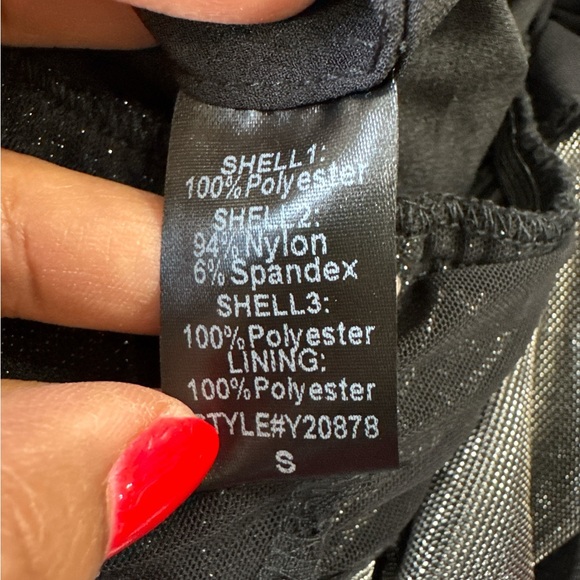 SHELL1:
100%Polyester
SHELL2:
94%Nylon
6%Spandex
SHELL3:
100%Polyester
LINING:
100%Polyester
STYLE#Y20878
S